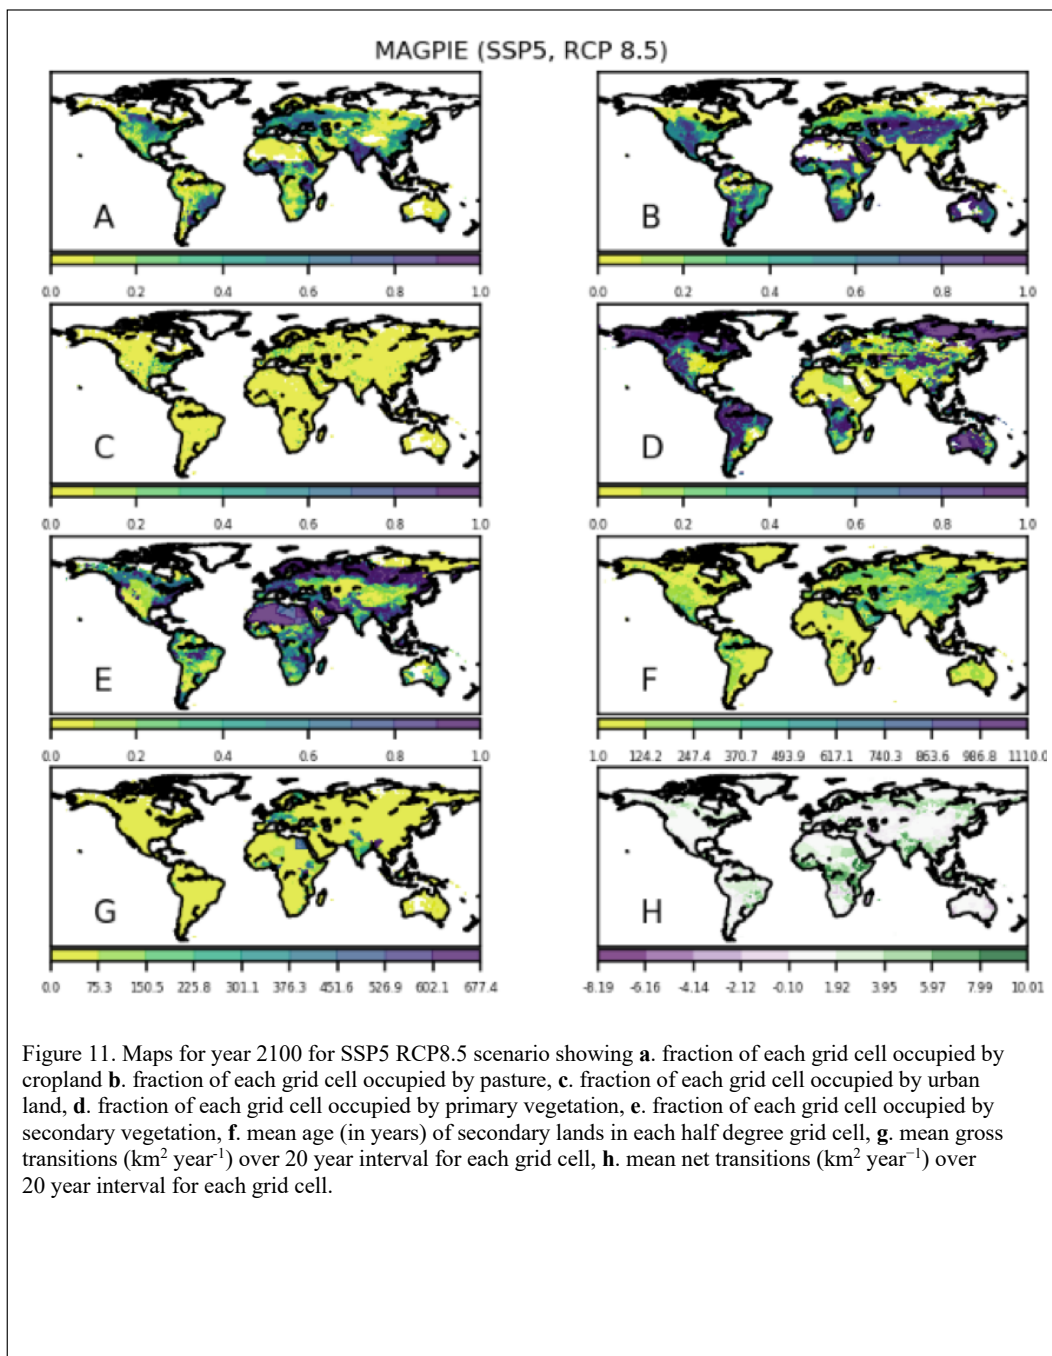 MAGPIE (SSP5, RCP 8.5)
A
B
0.0 0.2 0.4 0.6 0.8 1.0
0.0 0.2 0.4 0.6 0.8 1.0
C
D
0.0 0.2 0.4 0.6 0.8 1.0
0.0 0.2 0.4 0.6 0.8 1.0
E
F
0.0 0.2 0.4 0.6 0.8 1.0
1.0 124.2 247.4 370.7 493.9 617.1 740.3 863.6 986.8 1110.0
G
H
0.0 75.3 150.5 225.8 301.1 376.3 451.6 526.9 602.1 677.4
-8.19 -6.16 -4.14 -2.12 -0.10 1.92 3.95 5.97 7.99 10.01
Figure 11. Maps for year 2100 for SSP5 RCP8.5 scenario showing a. fraction of each grid cell occupied by
cropland b. fraction of each grid cell occupied by pasture, c. fraction of each grid cell occupied by urban
land, d. fraction of each grid cell occupied by primary vegetation, e. fraction of each grid cell occupied by
secondary vegetation, f. mean age (in years) of secondary lands in each half degree grid cell, g. mean gross
transitions (km² year⁻¹) over 20 year interval for each grid cell, h. mean net transitions (km² year⁻¹) over
20 year interval for each grid cell.